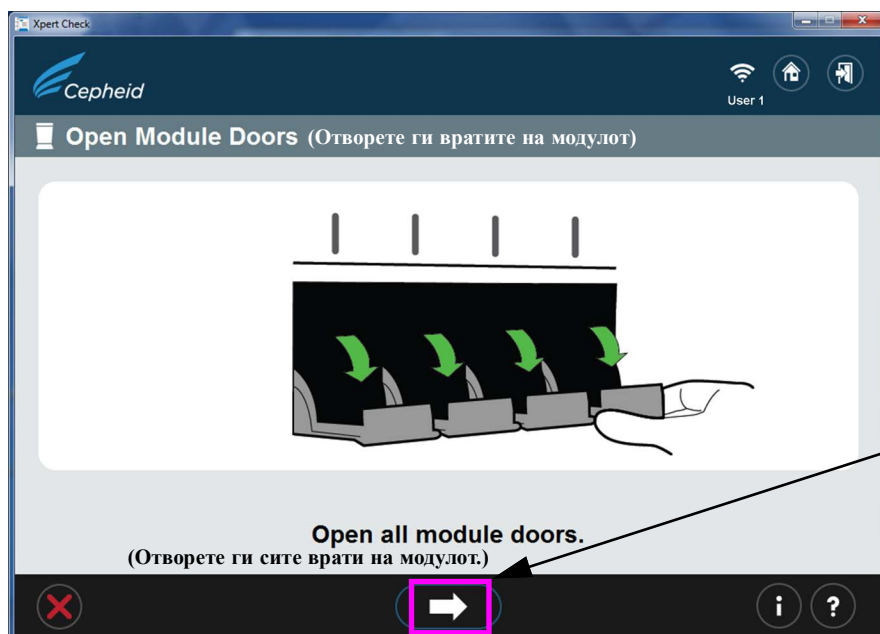 Xpert Check
Cepheid
User 1
Open Module Doors (Отворете ги вратите на модулот)
Open all module doors.
(Отворете ги сите врати на модулот.)
i ?